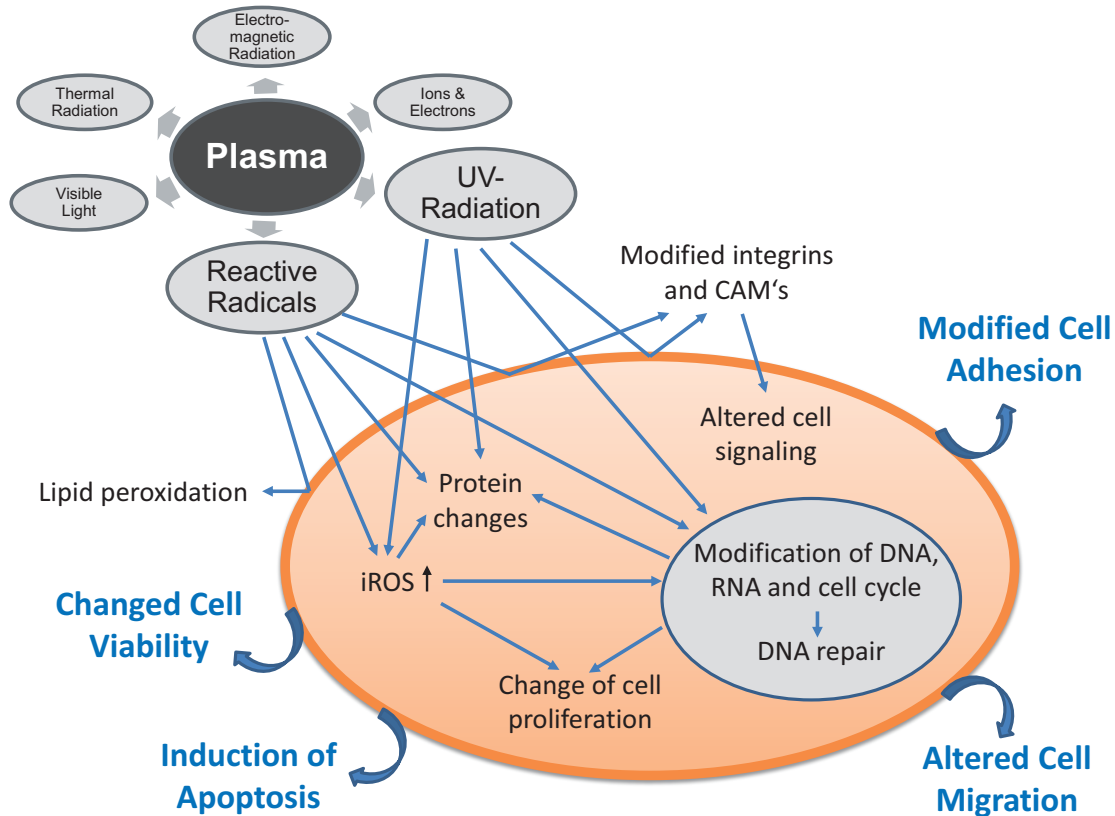 Electro-
magnetic
Radiation
Thermal
Radiation
Ions &
Electrons
Plasma
Visible
Light
UV-
Radiation
Reactive
Radicals
Modified integrins
and CAM‘s
Modified Cell
Adhesion
Altered cell
signaling
Lipid peroxidation
Protein
changes
Modification of DNA,
RNA and cell cycle
iROS ↑
DNA repair
Changed Cell
Viability
Change of cell
proliferation
Induction of
Apoptosis
Altered Cell
Migration